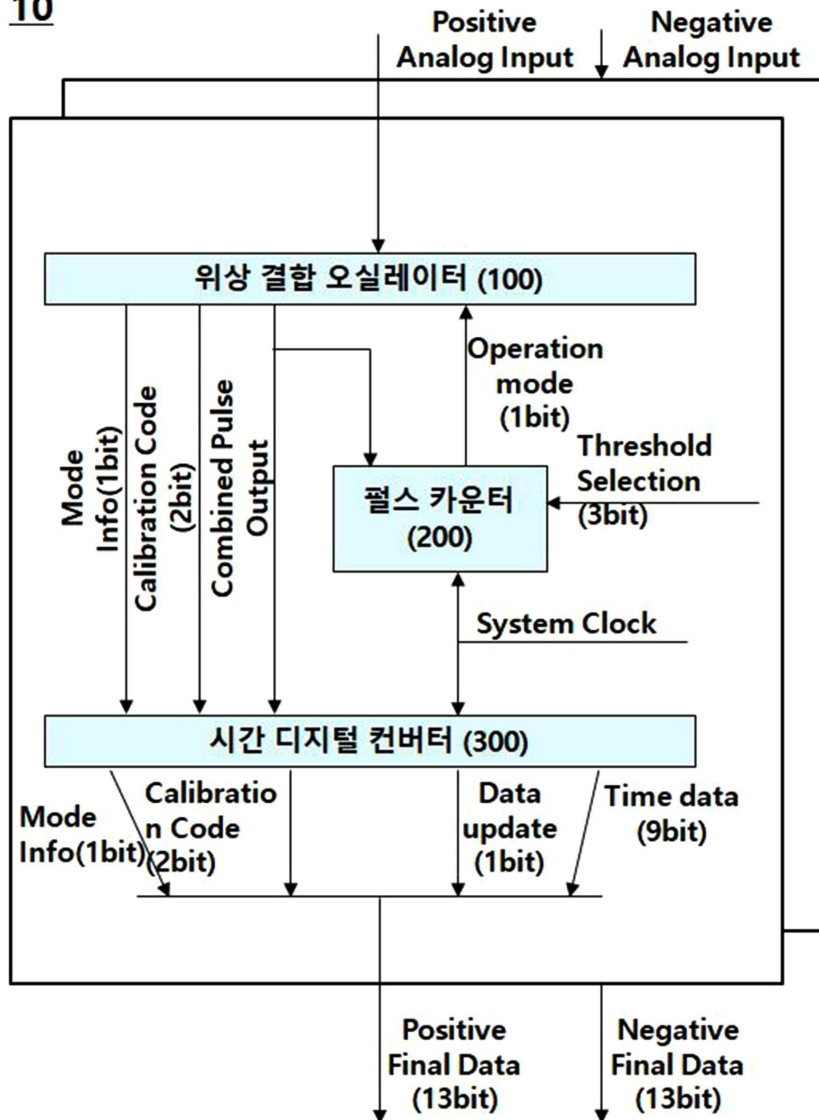 10
Positive
Analog Input
Negative
Analog Input
위상 결합 오실레이터 (100)
Mode
Info(1bit)
Calibration Code
(2bit)
Combined Pulse
Output
Operation
mode
(1bit)
Threshold
Selection
(3bit)
펄스 카운터
(200)
System Clock
시간 디지털 컨버터 (300)
Mode
Info(1bit)
Calibratio
n Code
(2bit)
Data
update
(1bit)
Time data
(9bit)
Positive
Final Data
(13bit)
Negative
Final Data
(13bit)